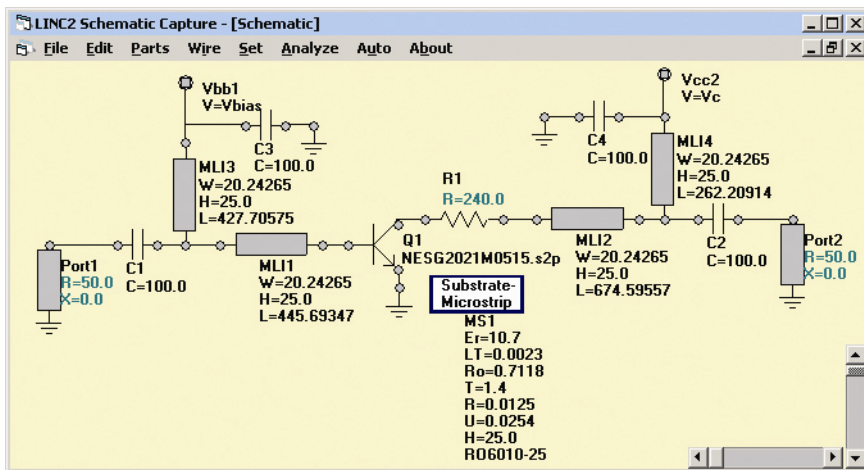 LINC2 Schematic Capture - [Schematic]
File Edit Parts Wire Set Analyze Auto About
Vbb1
V=Vbias
C3
C=100.0
MLI3
W=20.24265
H=25.0
L=427.70575
Port1
R=50.0
X=0.0
C1
C=100.0
MLI1
W=20.24265
H=25.0
L=445.69347
Q1
NESG2021M0515.s2p
R1
R=240.0
Substrate-
Microstrip
MS1
Er=10.7
LT=0.0023
Ro=0.7118
T=1.4
R=0.0125
U=0.0254
H=25.0
RO6010-25
MLI2
W=20.24265
H=25.0
L=674.59557
Vcc2
V=Vc
C4
C=100.0
MLI4
W=20.24265
H=25.0
L=262.20914
C2
C=100.0
Port2
R=50.0
X=0.0